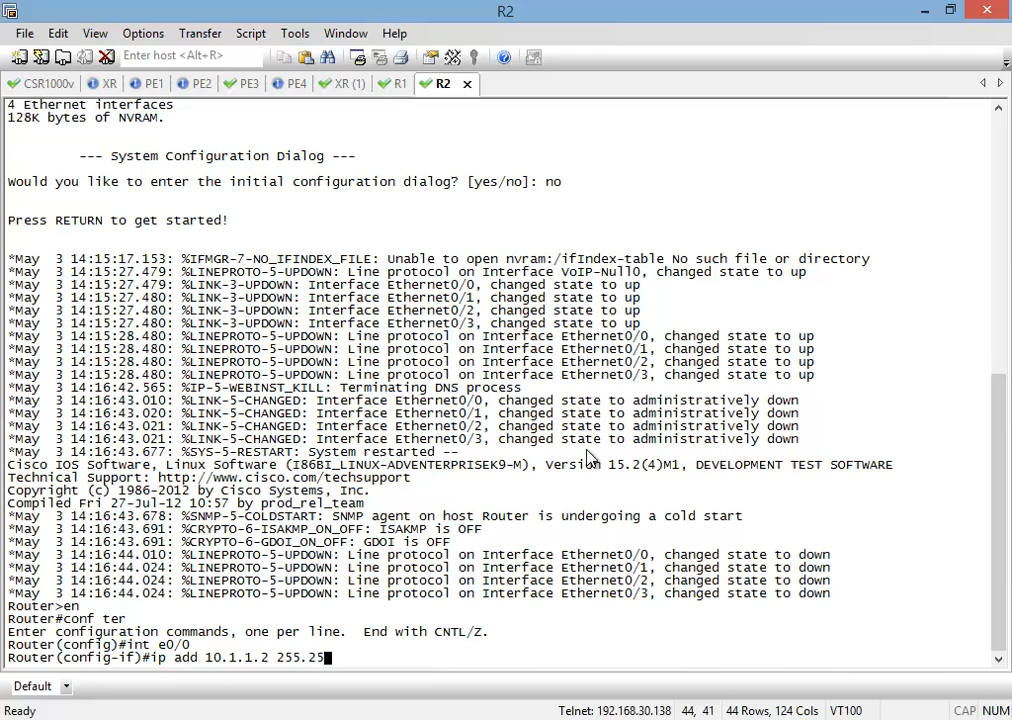 R2
File Edit View Options Transfer Script Tools Window Help
Enter host <Alt+R>
CSR1000v XR PE1 PE2 PE3 PE4 XR (1) R1 R2
4 Ethernet interfaces
128K bytes of NVRAM.
--- System Configuration Dialog ---
Would you like to enter the initial configuration dialog? [yes/no]: no
Press RETURN to get started!
*May  3 14:15:17.153: %IFMGR-7-NO_IFINDEX_FILE: Unable to open nvram:/ifIndex-table No such file or directory
*May  3 14:15:27.479: %LINEPROTO-5-UPDOWN: Line protocol on Interface VoIP-Null0, changed state to up
*May  3 14:15:27.479: %LINK-3-UPDOWN: Interface Ethernet0/0, changed state to up
*May  3 14:15:27.480: %LINK-3-UPDOWN: Interface Ethernet0/1, changed state to up
*May  3 14:15:27.480: %LINK-3-UPDOWN: Interface Ethernet0/2, changed state to up
*May  3 14:15:27.480: %LINK-3-UPDOWN: Interface Ethernet0/3, changed state to up
*May  3 14:15:28.480: %LINEPROTO-5-UPDOWN: Line protocol on Interface Ethernet0/0, changed state to up
*May  3 14:15:28.480: %LINEPROTO-5-UPDOWN: Line protocol on Interface Ethernet0/1, changed state to up
*May  3 14:15:28.480: %LINEPROTO-5-UPDOWN: Line protocol on Interface Ethernet0/2, changed state to up
*May  3 14:15:28.480: %LINEPROTO-5-UPDOWN: Line protocol on Interface Ethernet0/3, changed state to up
*May  3 14:16:42.565: %IP-5-WEBINST_KILL: Terminating DNS process
*May  3 14:16:43.010: %LINK-5-CHANGED: Interface Ethernet0/0, changed state to administratively down
*May  3 14:16:43.020: %LINK-5-CHANGED: Interface Ethernet0/1, changed state to administratively down
*May  3 14:16:43.021: %LINK-5-CHANGED: Interface Ethernet0/2, changed state to administratively down
*May  3 14:16:43.021: %LINK-5-CHANGED: Interface Ethernet0/3, changed state to administratively down
*May  3 14:16:43.677: %SYS-5-RESTART: System restarted --
Cisco IOS Software, Linux Software (I86BI_LINUX-ADVENTERPRISEK9-M), Version 15.2(4)M1, DEVELOPMENT TEST SOFTWARE
Technical Support: http://www.cisco.com/techsupport
Copyright (c) 1986-2012 by Cisco Systems, Inc.
Compiled Fri 27-Jul-12 10:57 by prod_rel_team
*May  3 14:16:43.678: %SNMP-5-COLDSTART: SNMP agent on host Router is undergoing a cold start
*May  3 14:16:43.691: %CRYPTO-6-ISAKMP_ON_OFF: ISAKMP is OFF
*May  3 14:16:43.691: %CRYPTO-6-GDOI_ON_OFF: GDOI is OFF
*May  3 14:16:44.010: %LINEPROTO-5-UPDOWN: Line protocol on Interface Ethernet0/0, changed state to down
*May  3 14:16:44.024: %LINEPROTO-5-UPDOWN: Line protocol on Interface Ethernet0/1, changed state to down
*May  3 14:16:44.024: %LINEPROTO-5-UPDOWN: Line protocol on Interface Ethernet0/2, changed state to down
*May  3 14:16:44.024: %LINEPROTO-5-UPDOWN: Line protocol on Interface Ethernet0/3, changed state to down
Router>en
Router#conf ter
Enter configuration commands, one per line.  End with CNTL/Z.
Router(config)#int e0/0
Router(config-if)#ip add 10.1.1.2 255.25
Default
Ready Telnet: 192.168.30.138 44, 41 44 Rows, 124 Cols VT100 CAP NUM